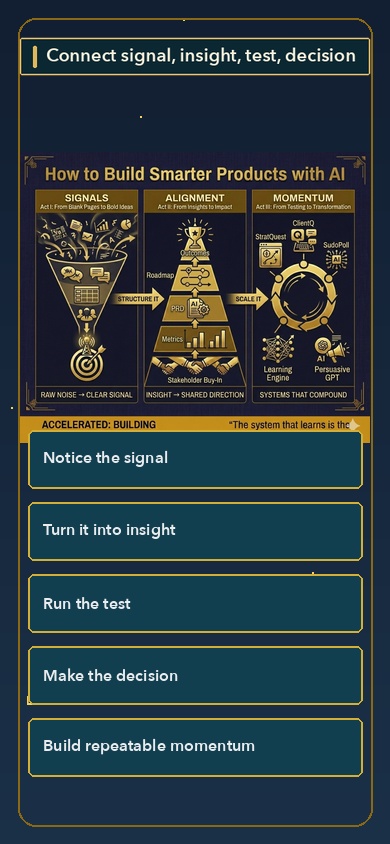 Connect signal, insight, test, decision
How to Build Smarter Products with AI
SIGNALS
Act I: From Blank Pages to Bold Ideas
RAW NOISE → CLEAR SIGNAL
STRUCTURE IT
ALIGNMENT
Act II: From Insights to Impact
Outcomes
Roadmap
PRD
AI
Metrics
Stakeholder Buy-In
INSIGHT → SHARED DIRECTION
SCALE IT
MOMENTUM
Act III: From Testing to Transformation
ClientQ
StratQuest
SudoPoll
AI
Learning
Engine
AI
Persuasive
GPT
SYSTEMS THAT COMPOUND
ACCELERATED: BUILDING
"The system that learns is the
Notice the signal
Turn it into insight
Run the test
Make the decision
Build repeatable momentum